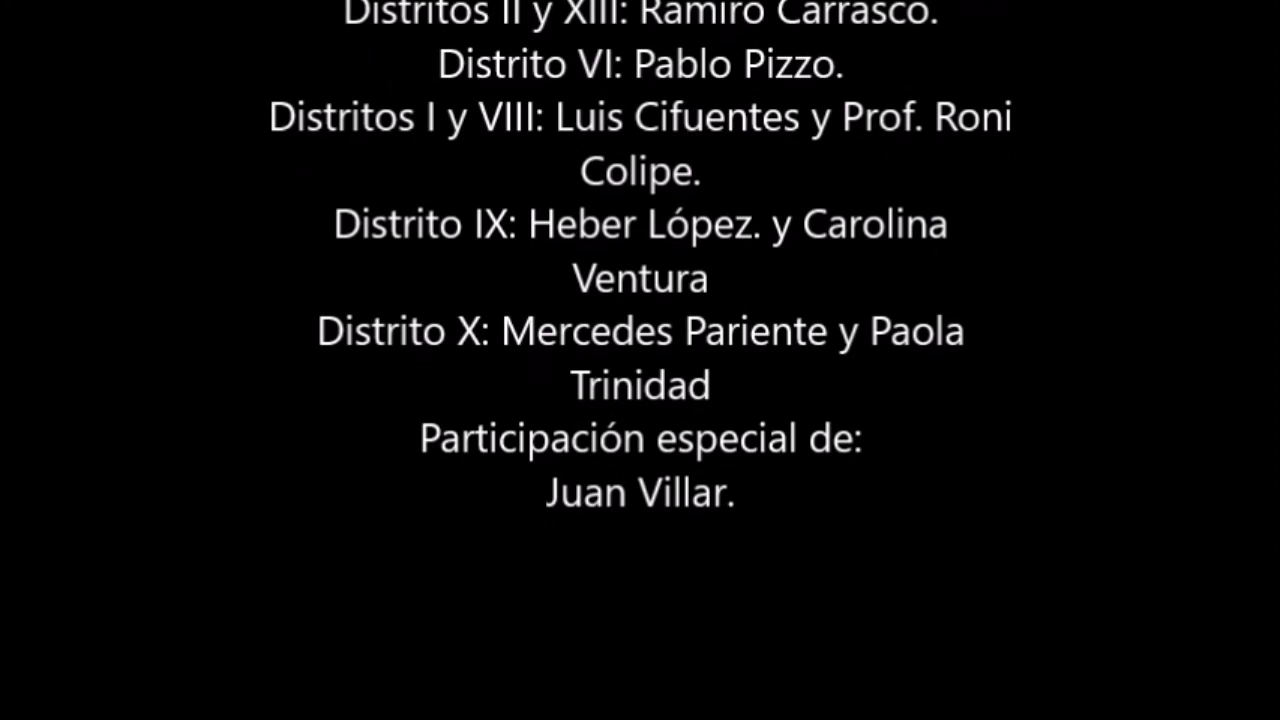 Distritos II y XIII: Ramiro Carrasco.
Distrito VI: Pablo Pizzo.
Distritos I y VIII: Luis Cifuentes y Prof. Roni
Colipe.
Distrito IX: Heber López. y Carolina
Ventura
Distrito X: Mercedes Pariente y Paola
Trinidad
Participación especial de:
Juan Villar.